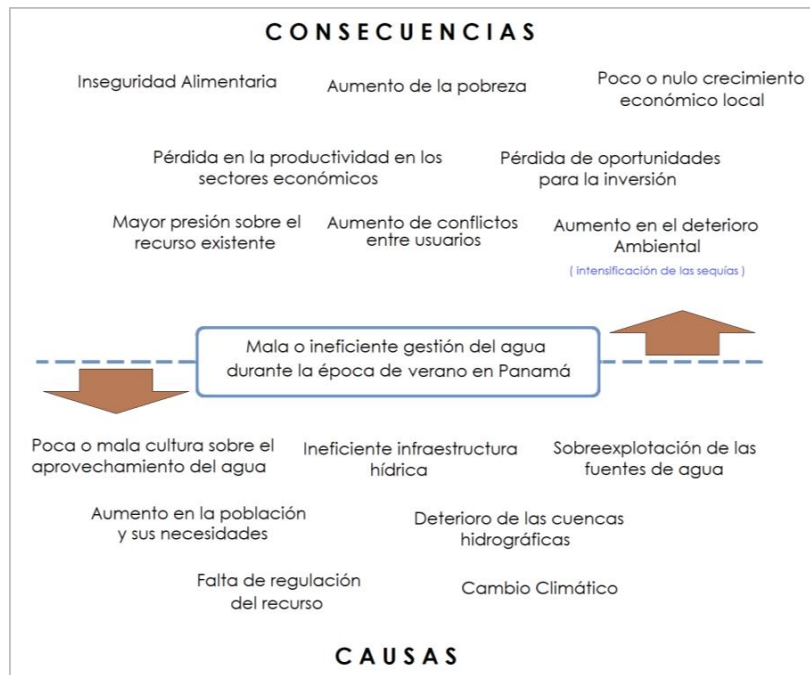 CONSECUENCIAS
Inseguridad Alimentaria
Aumento de la pobreza
Poco o nulo crecimiento
económico local
Pérdida en la productividad en los
sectores económicos
Pérdida de oportunidades
para la inversión
Mayor presión sobre el
recurso existente
Aumento de conflictos
entre usuarios
Aumento en el deterioro
Ambiental
( intensificación de las sequías )
Mala o ineficiente gestión del agua
durante la época de verano en Panamá
Poca o mala cultura sobre el
aprovechamiento del agua
Ineficiente infraestructura
hídrica
Sobreexplotación de las
fuentes de agua
Aumento en la población
y sus necesidades
Deterioro de las cuencas
hidrográficas
Falta de regulación
del recurso
Cambio Climático
CAUSAS